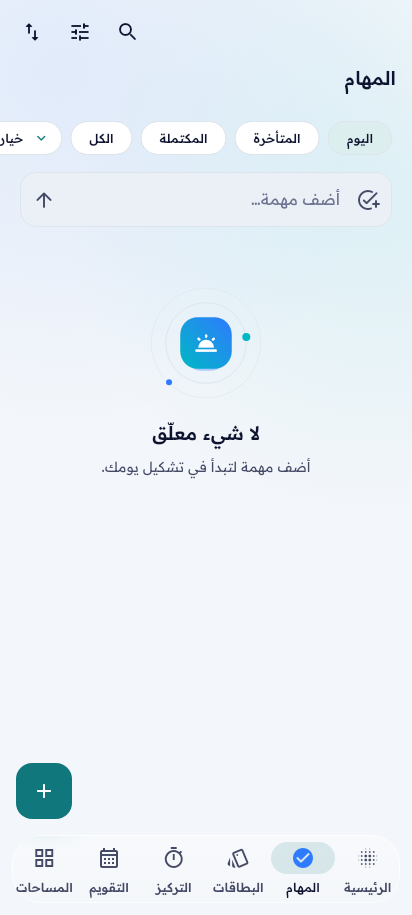 المهام
اليوم
المتأخرة
المكتملة
الكل
أضف مهمة...
لا شيء معلّق
أضف مهمة لتبدأ في تشكيل يومك.
الرئيسية
المهام
البطاقات
التركيز
التقويم
المساحات